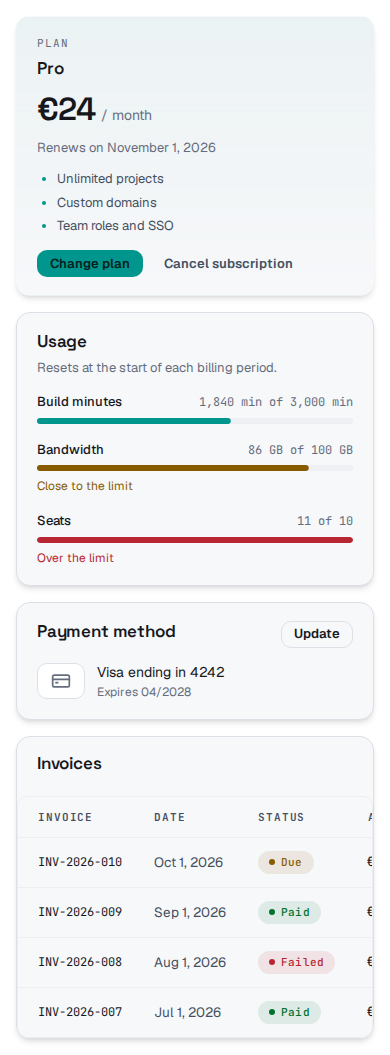 PLAN
Pro
€24 / month
Renews on November 1, 2026
Unlimited projects
Custom domains
Team roles and SSO
Change plan Cancel subscription
Usage
Resets at the start of each billing period.
Build minutes 1,840 min of 3,000 min
Bandwidth 86 GB of 100 GB
Close to the limit
Seats 11 of 10
Over the limit
Payment method Update
Visa ending in 4242
Expires 04/2028
Invoices
INVOICE DATE STATUS
INV-2026-010 Oct 1, 2026 Due €
INV-2026-009 Sep 1, 2026 Paid €
INV-2026-008 Aug 1, 2026 Failed €
INV-2026-007 Jul 1, 2026 Paid €